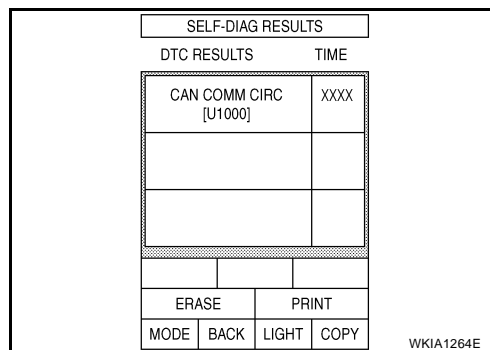 SELF-DIAG RESULTS
DTC RESULTS TIME
CAN COMM CIRC XXXX
[U1000]
ERASE PRINT
MODE BACK LIGHT COPY
WKIA1264E